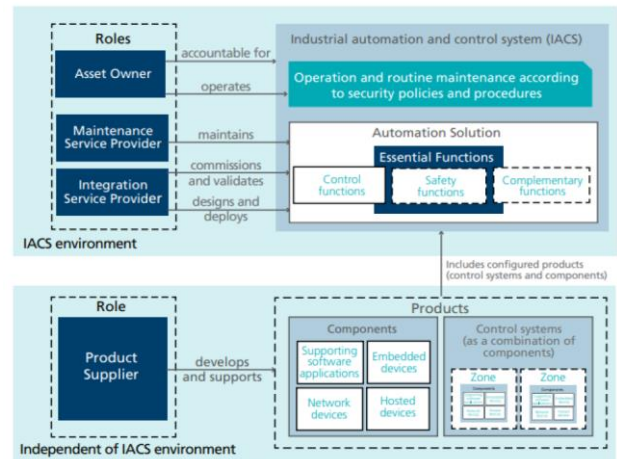 Roles
Asset Owner
Maintenance
Service Provider
Integration
Service Provider
IACS environment
accountable for
operates
maintains
commissions
and validates
designs and
deploys
Industrial automation and control system (IACS)
Operation and routine maintenance according
to security policies and procedures
Automation Solution
Essential Functions
Control
functions
Safety
functions
Complementary
functions
Includes configured products
(control systems and components)
Role
Product
Supplier
Independent of IACS environment
develops
and supports
Products
Components
Supporting
software
applications
Embedded
devices
Network
devices
Hosted
devices
Control systems
(as a combination of
components)
Zone
Components
Zone
Components